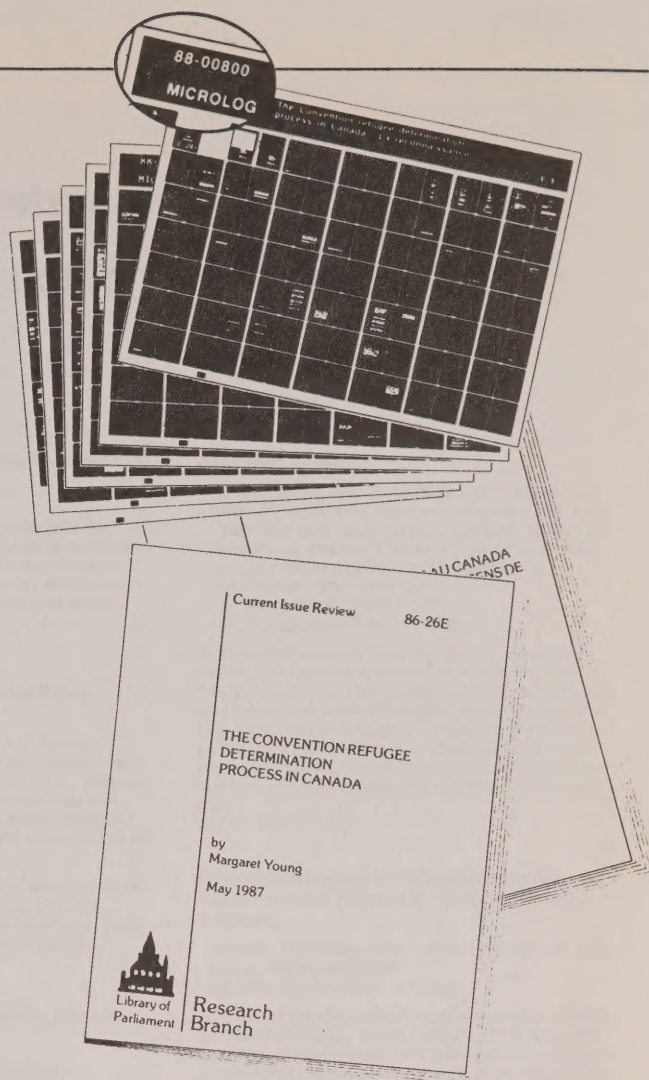 88-00800
MICROLOG
The Convention refugee determination
process in Canada
AU CANADA
Current Issue Review 86-26E
THE CONVENTION REFUGEE
DETERMINATION
PROCESS IN CANADA
by
Margaret Young
May 1987
Library of
Parliament
Research
Branch